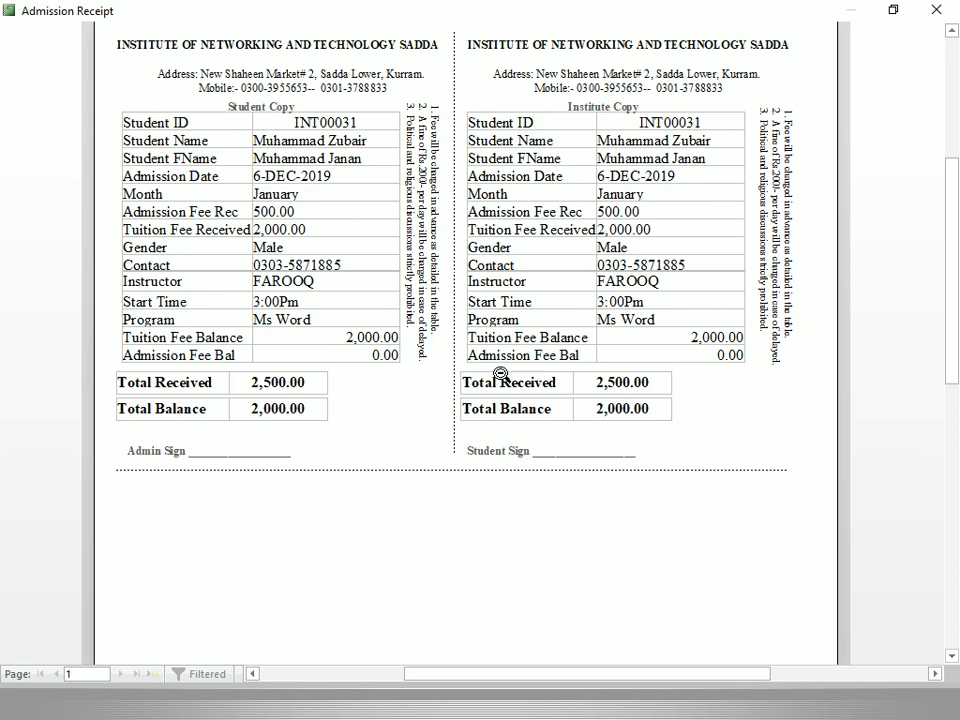 Admission Receipt
INSTITUTE OF NETWORKING AND TECHNOLOGY SADDA
Address: New Shaheen Market# 2, Sadda Lower, Kurram.
Mobile:- 0300-3955653-- 0301-3788833
Student Copy
Student ID INT00031
Student Name Muhammad Zubair
Student FName Muhammad Janan
Admission Date 6-DEC-2019
Month January
Admission Fee Rec 500.00
Tuition Fee Received 2,000.00
Gender Male
Contact 0303-5871885
Instructor FAROOQ
Start Time 3:00Pm
Program Ms Word
Tuition Fee Balance 2,000.00
Admission Fee Bal 0.00
1. Fee will be charged in advance as detailed in the table.
2. A fine of Rs.200/- per day will be charged in case of delayed.
3. Political and religious discussions strictly prohibited.
Total Received 2,500.00
Total Balance 2,000.00
Admin Sign ________________
INSTITUTE OF NETWORKING AND TECHNOLOGY SADDA
Address: New Shaheen Market# 2, Sadda Lower, Kurram.
Mobile:- 0300-3955653-- 0301-3788833
Institute Copy
Student ID INT00031
Student Name Muhammad Zubair
Student FName Muhammad Janan
Admission Date 6-DEC-2019
Month January
Admission Fee Rec 500.00
Tuition Fee Received 2,000.00
Gender Male
Contact 0303-5871885
Instructor FAROOQ
Start Time 3:00Pm
Program Ms Word
Tuition Fee Balance 2,000.00
Admission Fee Bal 0.00
1. Fee will be charged in advance as detailed in the table.
2. A fine of Rs.200/- per day will be charged in case of delayed.
3. Political and religious discussions strictly prohibited.
Total Received 2,500.00
Total Balance 2,000.00
Student Sign ________________
Page: 1 Filtered